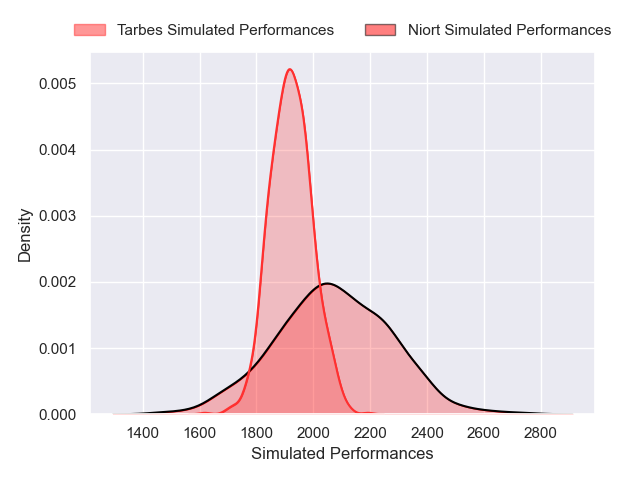 Tarbes Simulated Performances Niort Simulated Performances
0.005
0.004
0.003
0.002
0.001
0.000
Density
1400 1600 1800 2000 2200 2400 2600 2800
Simulated Performances